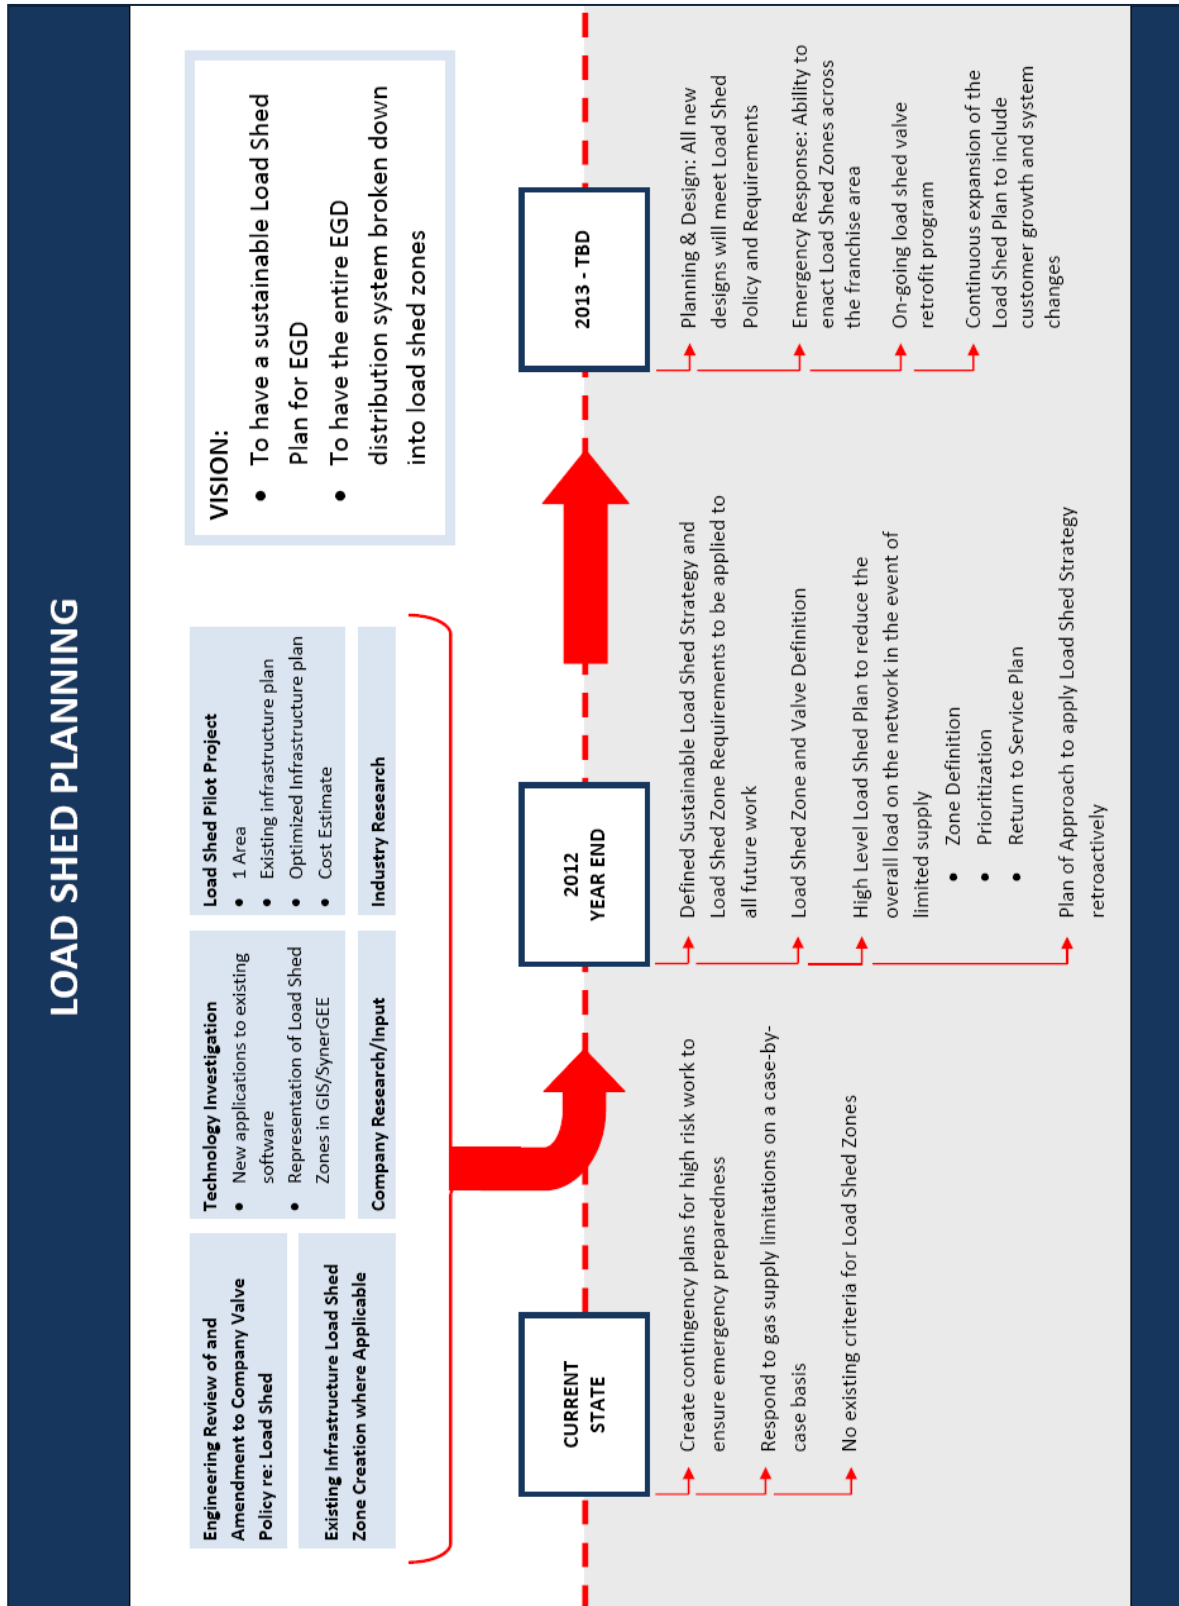 LOAD SHED PLANNING
Engineering Review of and
Amendment to Company Valve
Policy re: Load Shed
Existing Infrastructure Load Shed
Zone Creation where Applicable
Technology Investigation
• New applications to existing
software
• Representation of Load Shed
Zones in GIS/SynerGEE
Company Research/Input
Load Shed Pilot Project
• 1 Area
• Existing infrastructure plan
• Optimized Infrastructure plan
• Cost Estimate
Industry Research
VISION:
• To have a sustainable Load Shed
Plan for EGD
• To have the entire EGD
distribution system broken down
into load shed zones
CURRENT
STATE
Create contingency plans for high risk work to
ensure emergency preparedness
Respond to gas supply limitations on a case-by-
case basis
No existing criteria for Load Shed Zones
2012
YEAR END
Defined Sustainable Load Shed Strategy and
Load Shed Zone Requirements to be applied to
all future work
Load Shed Zone and Valve Definition
High Level Load Shed Plan to reduce the
overall load on the network in the event of
limited supply
• Zone Definition
• Prioritization
• Return to Service Plan
Plan of Approach to apply Load Shed Strategy
retroactively
2013 - TBD
Planning & Design: All new
designs will meet Load Shed
Policy and Requirements
Emergency Response: Ability to
enact Load Shed Zones across
the franchise area
On-going load shed valve
retrofit program
Continuous expansion of the
Load Shed Plan to include
customer growth and system
changes